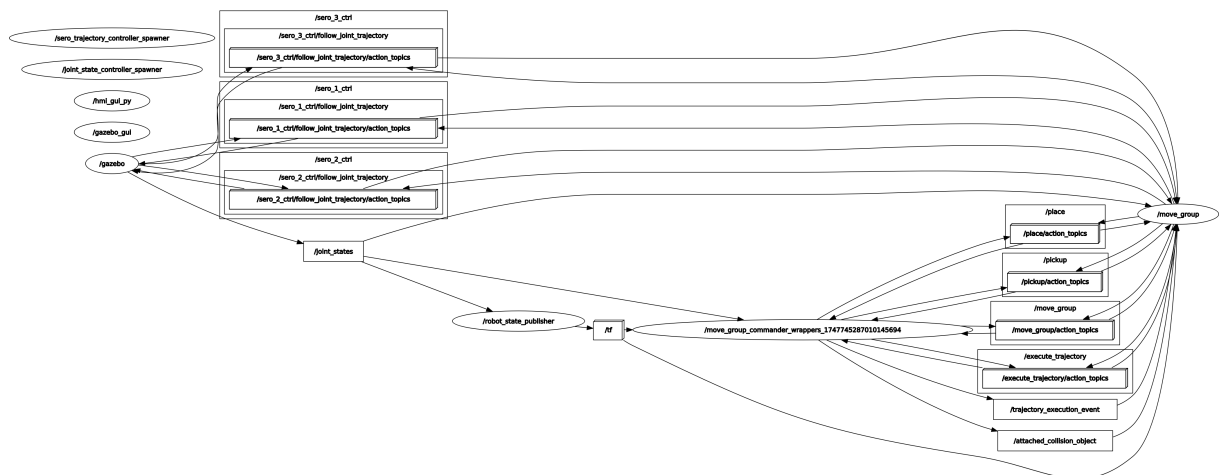 /sero_trajectory_controller_spawner
/joint_state_controller_spawner
/hmi_gui_py
/gazebo_gui
/gazebo
/sero_3_ctrl
/sero_3_ctrl/follow_joint_trajectory
/sero_3_ctrl/follow_joint_trajectory/action_topics
/sero_1_ctrl
/sero_1_ctrl/follow_joint_trajectory
/sero_1_ctrl/follow_joint_trajectory/action_topics
/sero_2_ctrl
/sero_2_ctrl/follow_joint_trajectory
/sero_2_ctrl/follow_joint_trajectory/action_topics
/joint_states
/robot_state_publisher
/tf
/move_group_commander_wrappers_1747745287010145694
/place
/place/action_topics
/pickup
/pickup/action_topics
/move_group
/move_group/action_topics
/execute_trajectory
/execute_trajectory/action_topics
/trajectory_execution_event
/attached_collision_object
/move_group